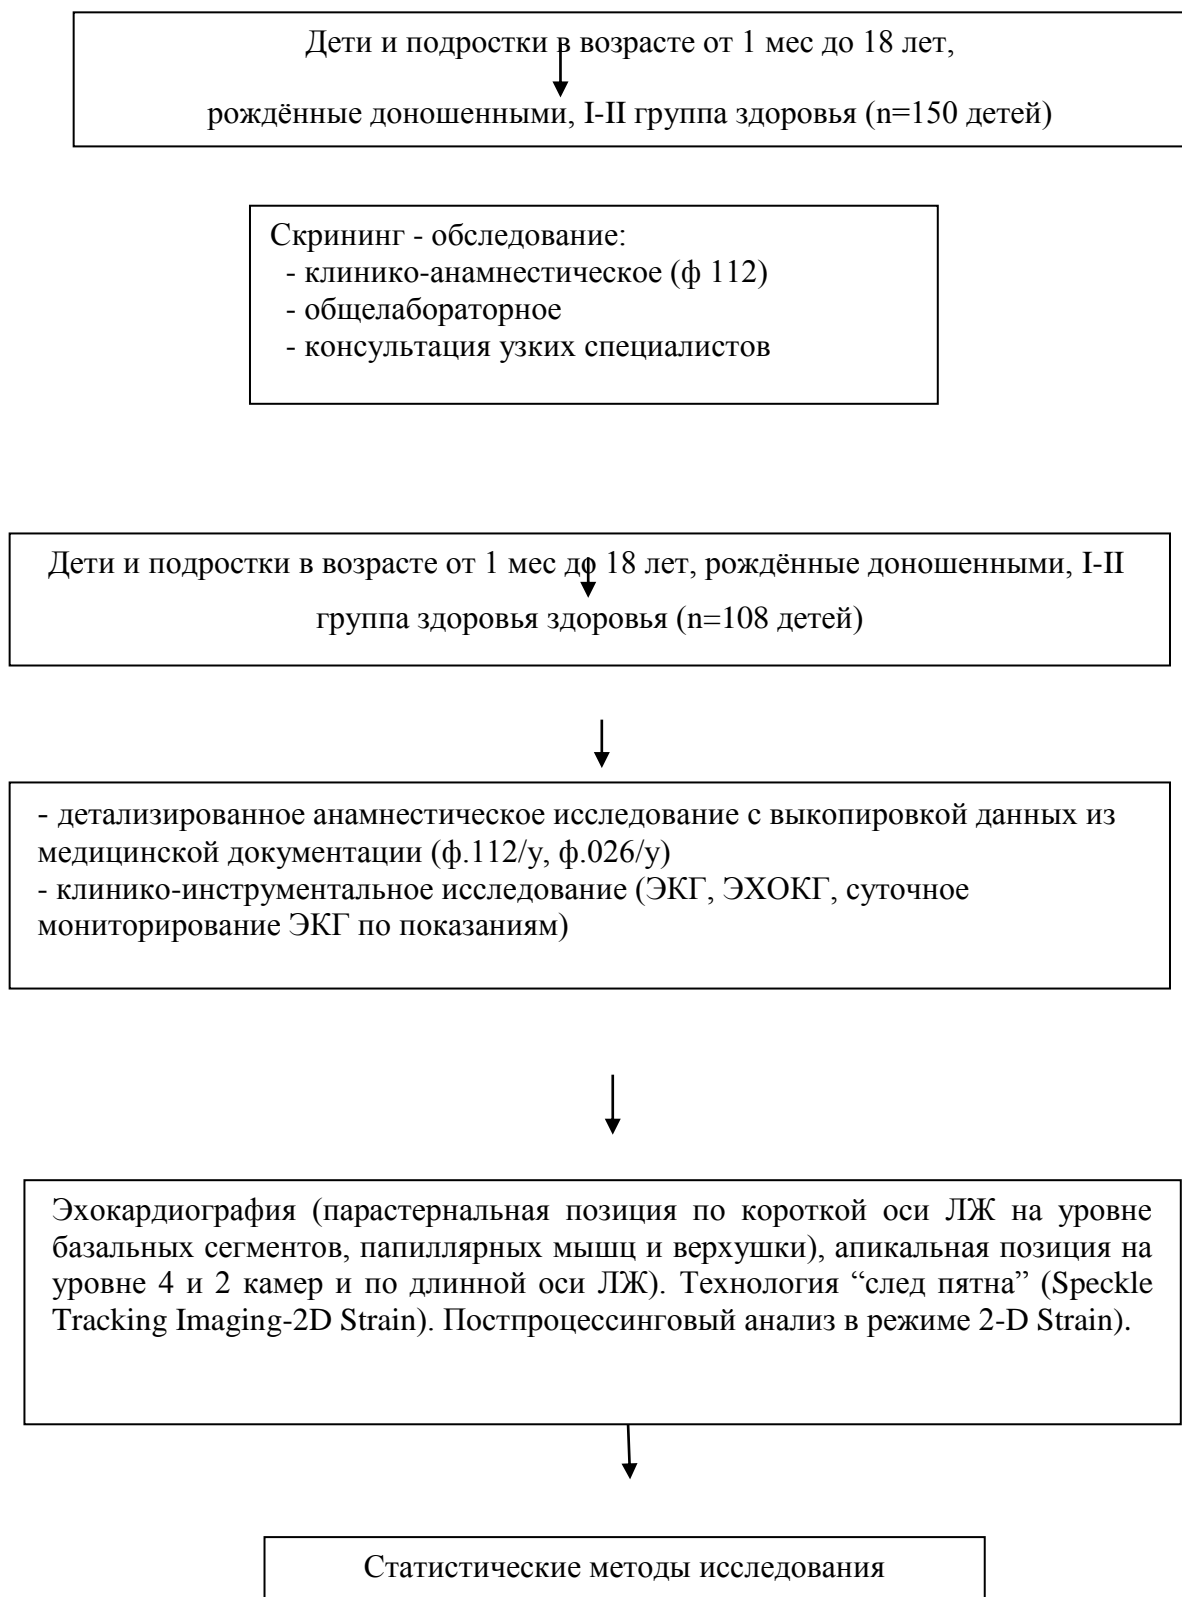 Дети и подростки в возрасте от 1 мес до 18 лет,
рождённые доношенными, I-II группа здоровья (n=150 детей)
Скрининг - обследование:
- клинико-анамнестическое (ф 112)
- общелабораторное
- консультация узких специалистов
Дети и подростки в возрасте от 1 мес до 18 лет, рождённые доношенными, I-II
группа здоровья здоровья (n=108 детей)
- детализированное анамнестическое исследование с выкопировкой данных из
медицинской документации (ф.112/у, ф.026/у)
- клинико-инструментальное исследование (ЭКГ, ЭХОКГ, суточное
мониторирование ЭКГ по показаниям)
Эхокардиография (парастернальная позиция по короткой оси ЛЖ на уровне
базальных сегментов, папиллярных мышц и верхушки), апикальная позиция на
уровне 4 и 2 камер и по длинной оси ЛЖ). Технология “след пятна” (Speckle
Tracking Imaging-2D Strain). Постпроцессинговый анализ в режиме 2-D Strain).
Статистические методы исследования